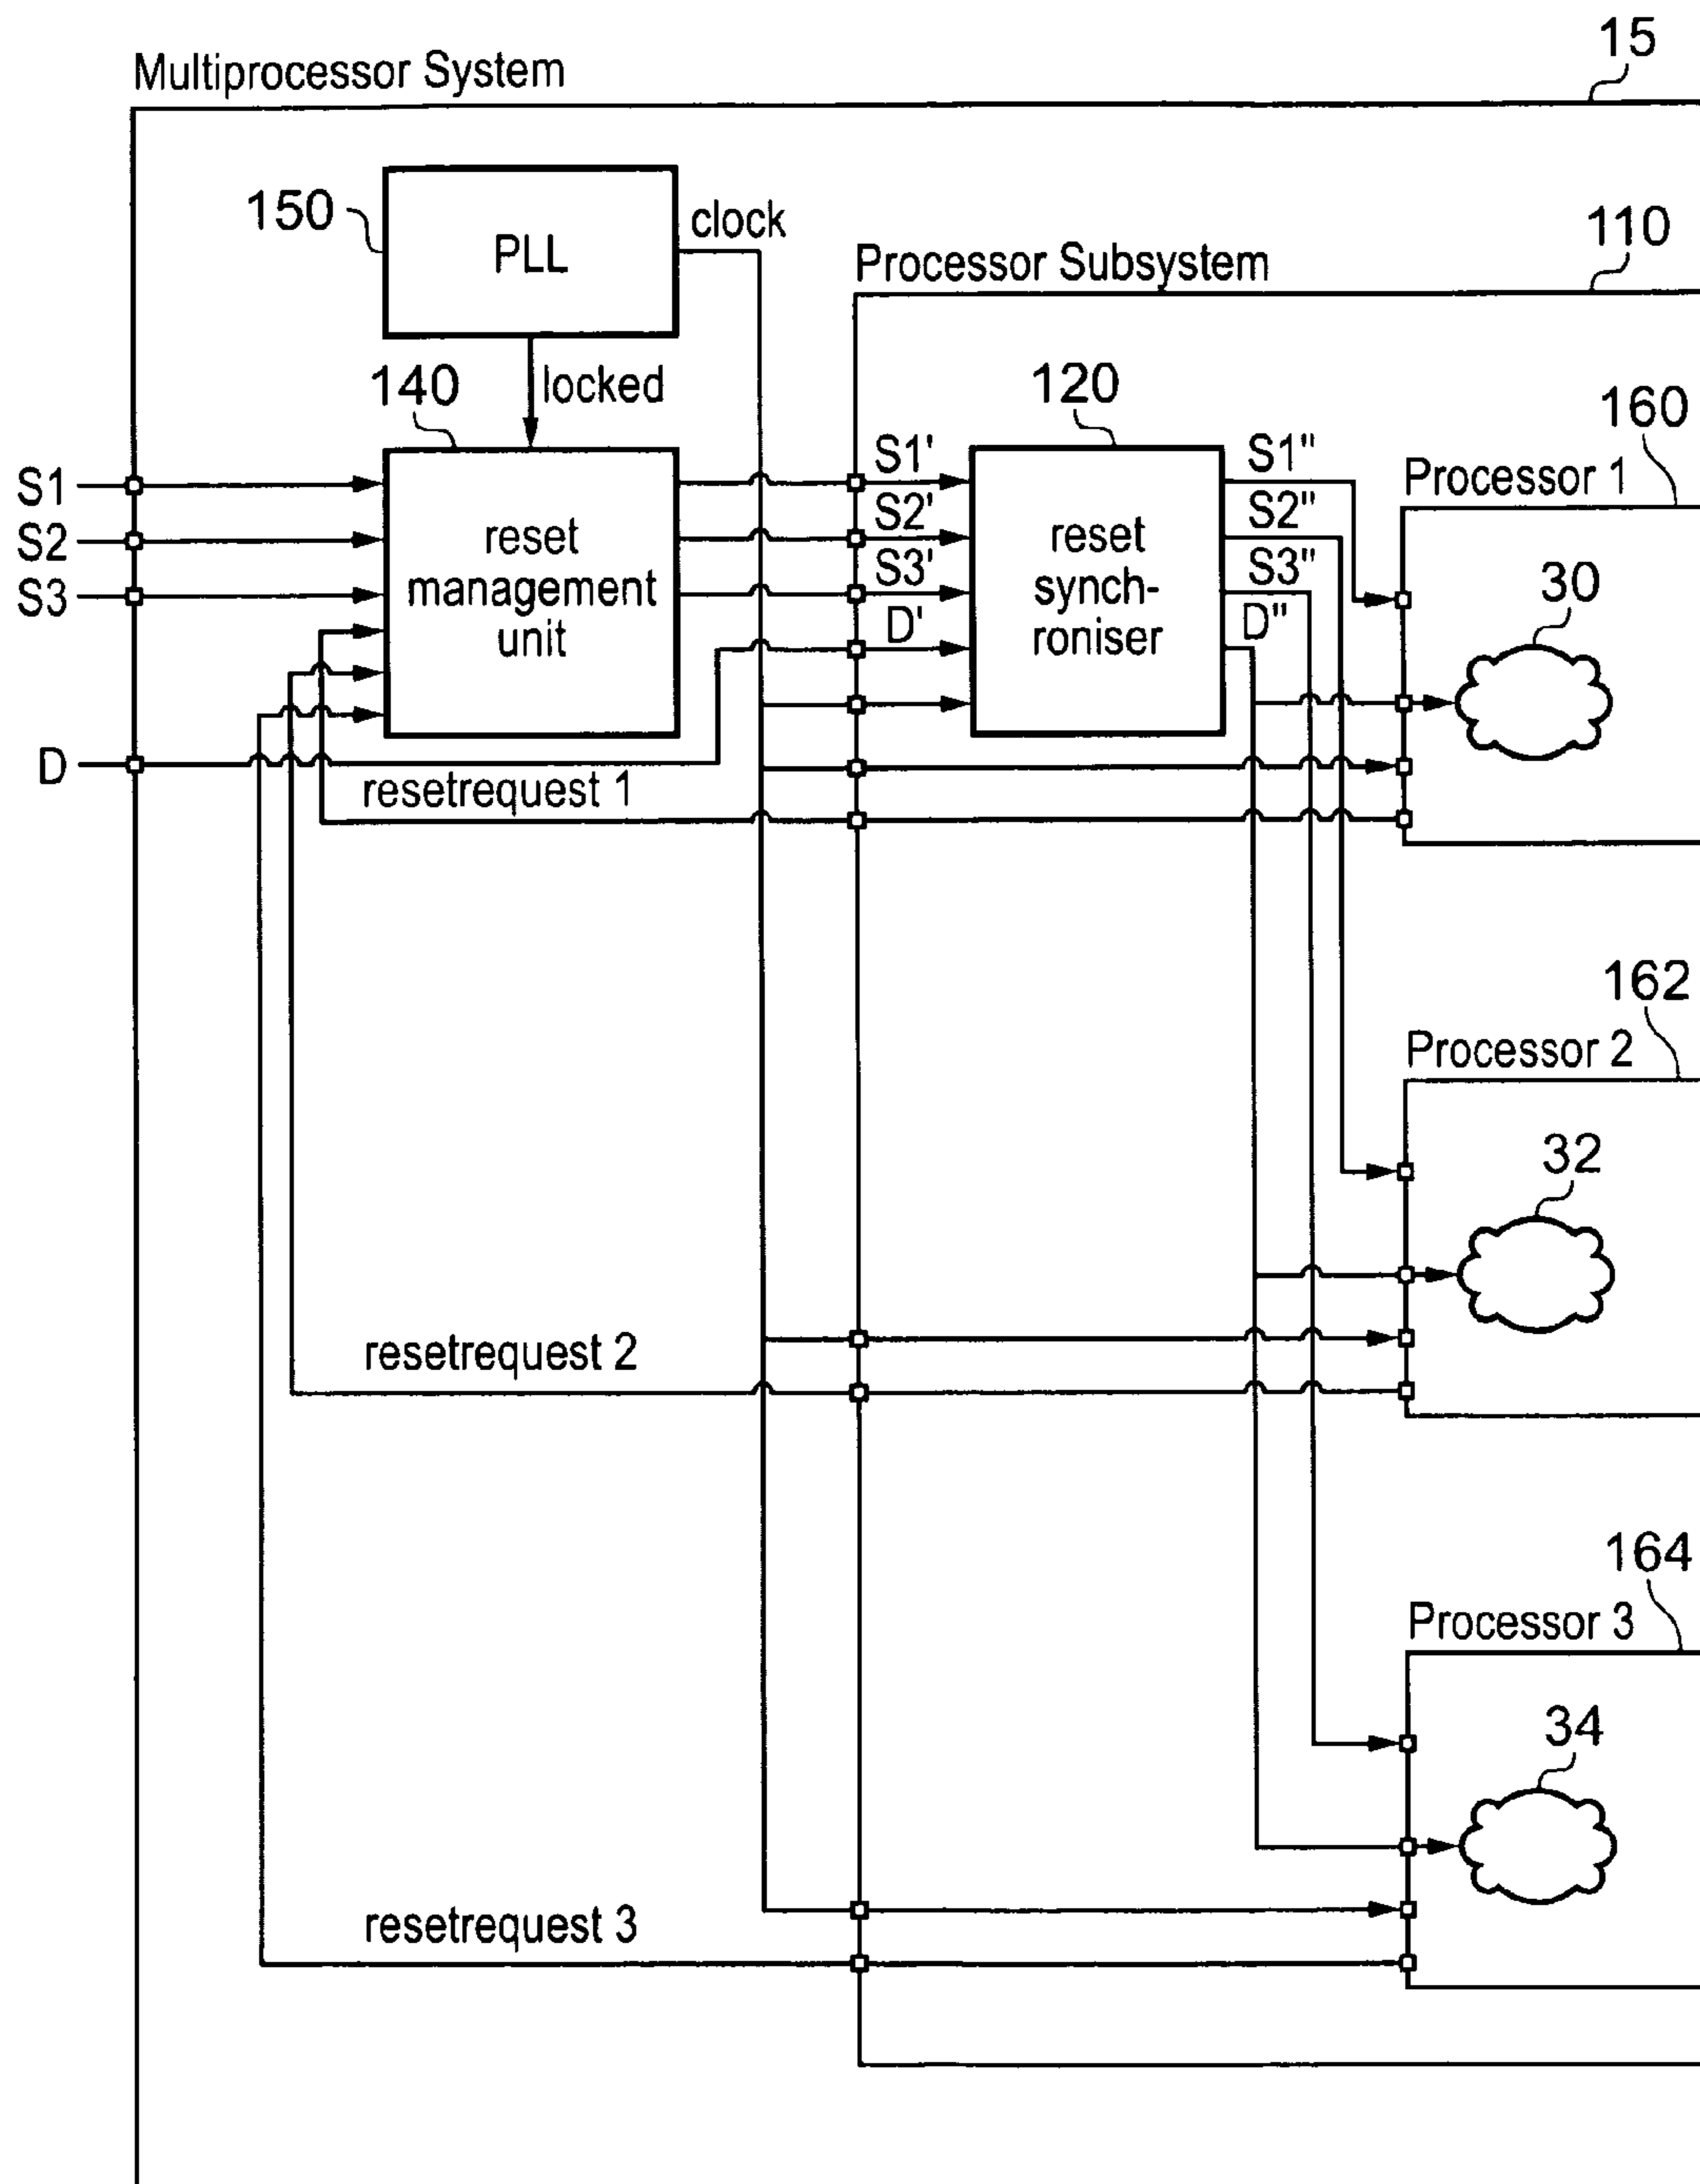 15
Multiprocessor System
150
PLL
clock
110
Processor Subsystem
140
locked
120
160
S1
S2
S3
D
reset
management
unit
S1'
S2'
S3'
D'
reset
synch-
roniser
S1"
S2"
S3"
D"
Processor 1
30
resetrequest 1
162
Processor 2
32
resetrequest 2
164
Processor 3
34
resetrequest 3